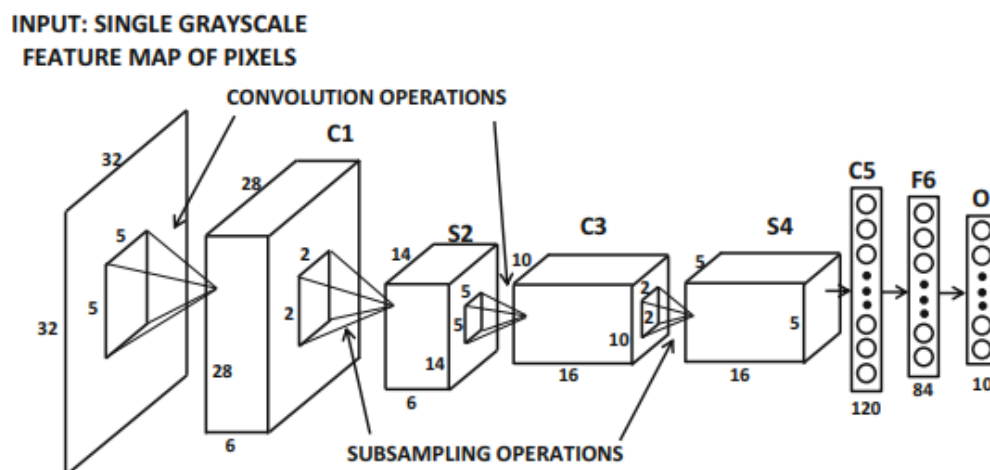 INPUT: SINGLE GRAYSCALE
FEATURE MAP OF PIXELS
CONVOLUTION OPERATIONS
32
32
5
5
C1
28
28
6
2
2
S2
14
14
6
5
5
C3
10
10
16
2
2
S4
5
5
16
C5
120
F6
84
O
10
SUBSAMPLING OPERATIONS